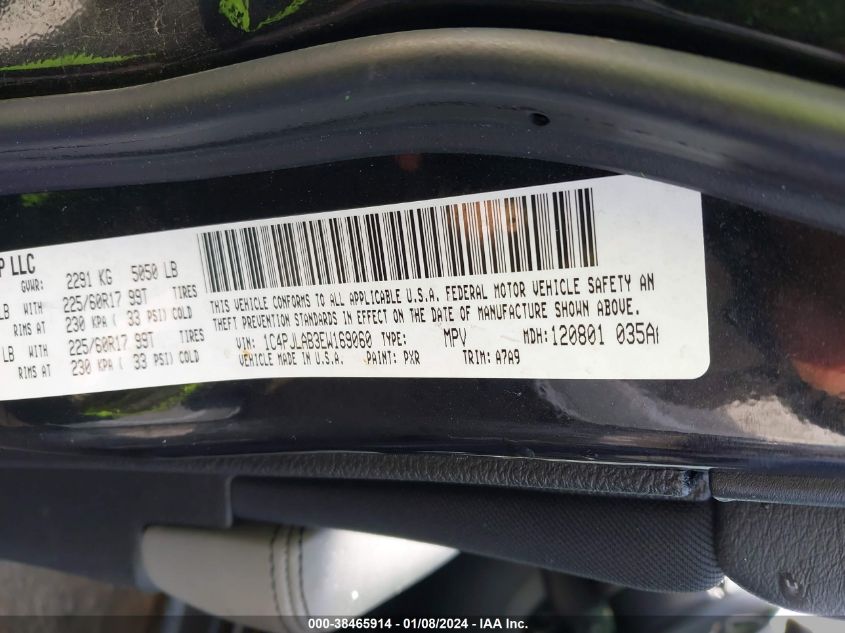 P LLC
GVWR: 2291 KG 5050 LB
LB WITH 225/60R17 99T TIRES
RIMS AT 230 KPA ( 33 PSI) COLD
LB WITH 225/60R17 99T TIRES
RIMS AT 230 KPA ( 33 PSI) COLD
THIS VEHICLE CONFORMS TO ALL APPLICABLE U.S.A. FEDERAL MOTOR VEHICLE SAFETY AN
THEFT PREVENTION STANDARDS IN EFFECT ON THE DATE OF MANUFACTURE SHOWN ABOVE.
VIN: 1C4PJLAB3EW169060 TYPE: MPV MDH: 120801 035A
VEHICLE MADE IN U.S.A. PAINT: PXR TRIM: A7A9
000-38465914 - 01/08/2024 - IAA Inc.